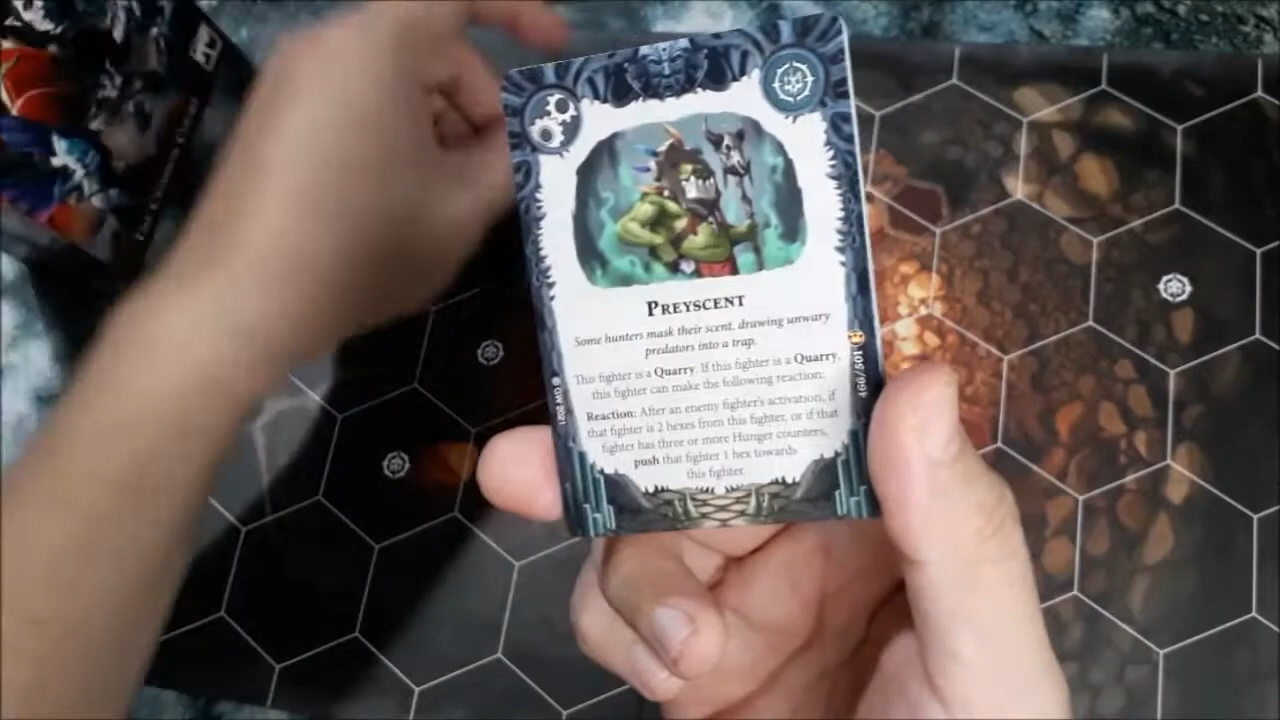 PREYSCENT
Some hunters mask their scent, drawing unwary
predators into a trap.
This fighter is a Quarry. If this fighter is a Quarry,
this fighter can make the following reaction:
Reaction: After an enemy fighter's activation, if
that fighter is 2 hexes from this fighter, or if that
fighter has three or more Hunger counters,
push that fighter 1 hex towards
this fighter.
© GW 2021
466/501